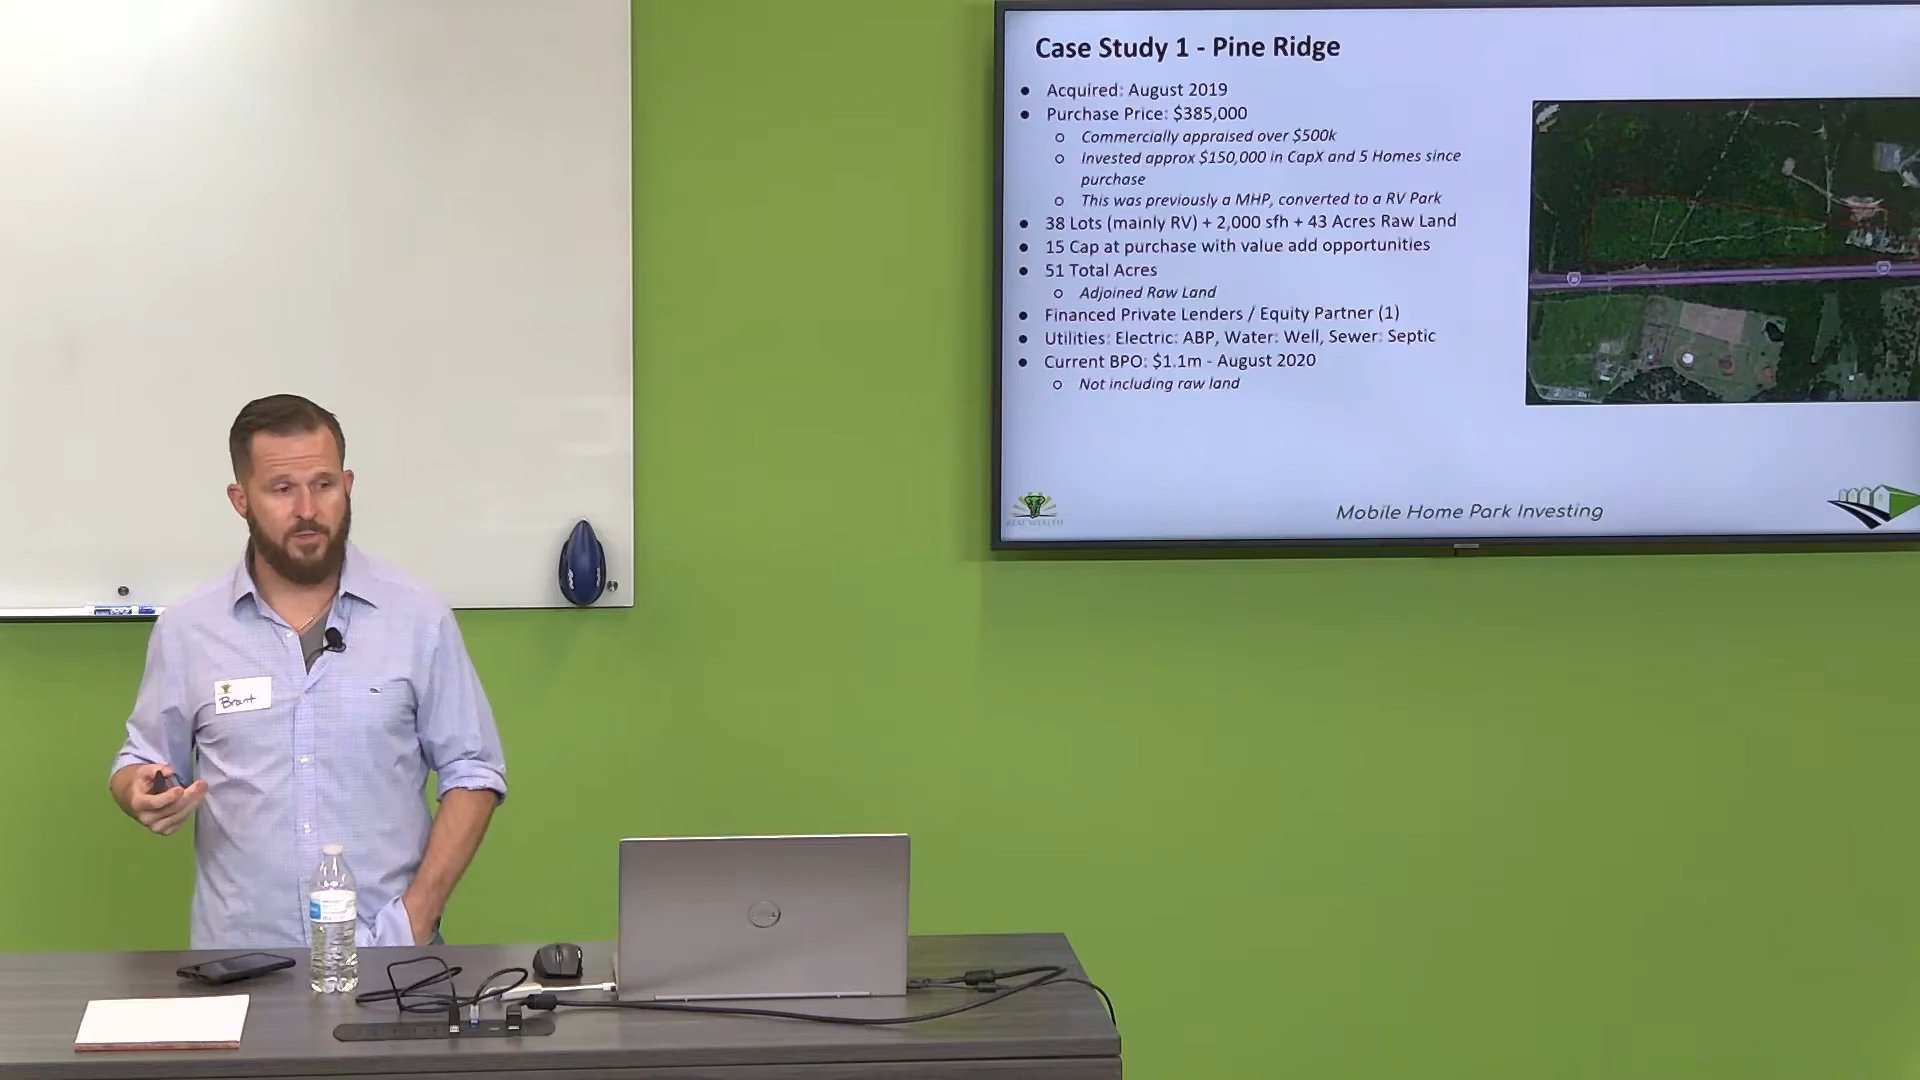 Case Study 1 - Pine Ridge
Acquired: August 2019
Purchase Price: $385,000
Commercially appraised over $500k
Invested approx $150,000 in CapX and 5 Homes since
purchase
This was previously a MHP, converted to a RV Park
38 Lots (mainly RV) + 2,000 sfh + 43 Acres Raw Land
15 Cap at purchase with value add opportunities
51 Total Acres
Adjoined Raw Land
Financed Private Lenders / Equity Partner (1)
Utilities: Electric: ABP, Water: Well, Sewer: Septic
Current BPO: $1.1m - August 2020
Not including raw land
Mobile Home Park Investing
Brant
DELL